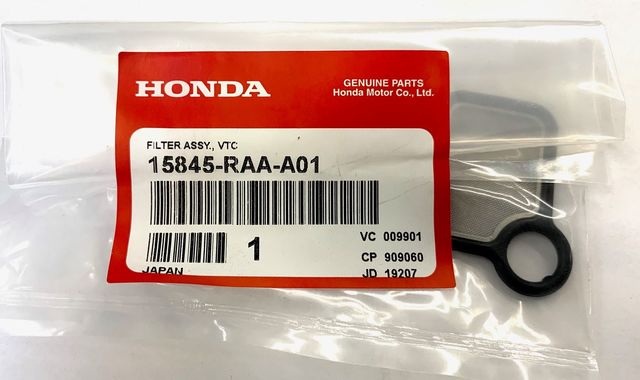 HONDA
GENUINE PARTS
Honda Motor Co., Ltd.
FILTER ASSY., VTC
15845-RAA-A01
1
VC 009901
CP 909060
JAPAN
JD 19207